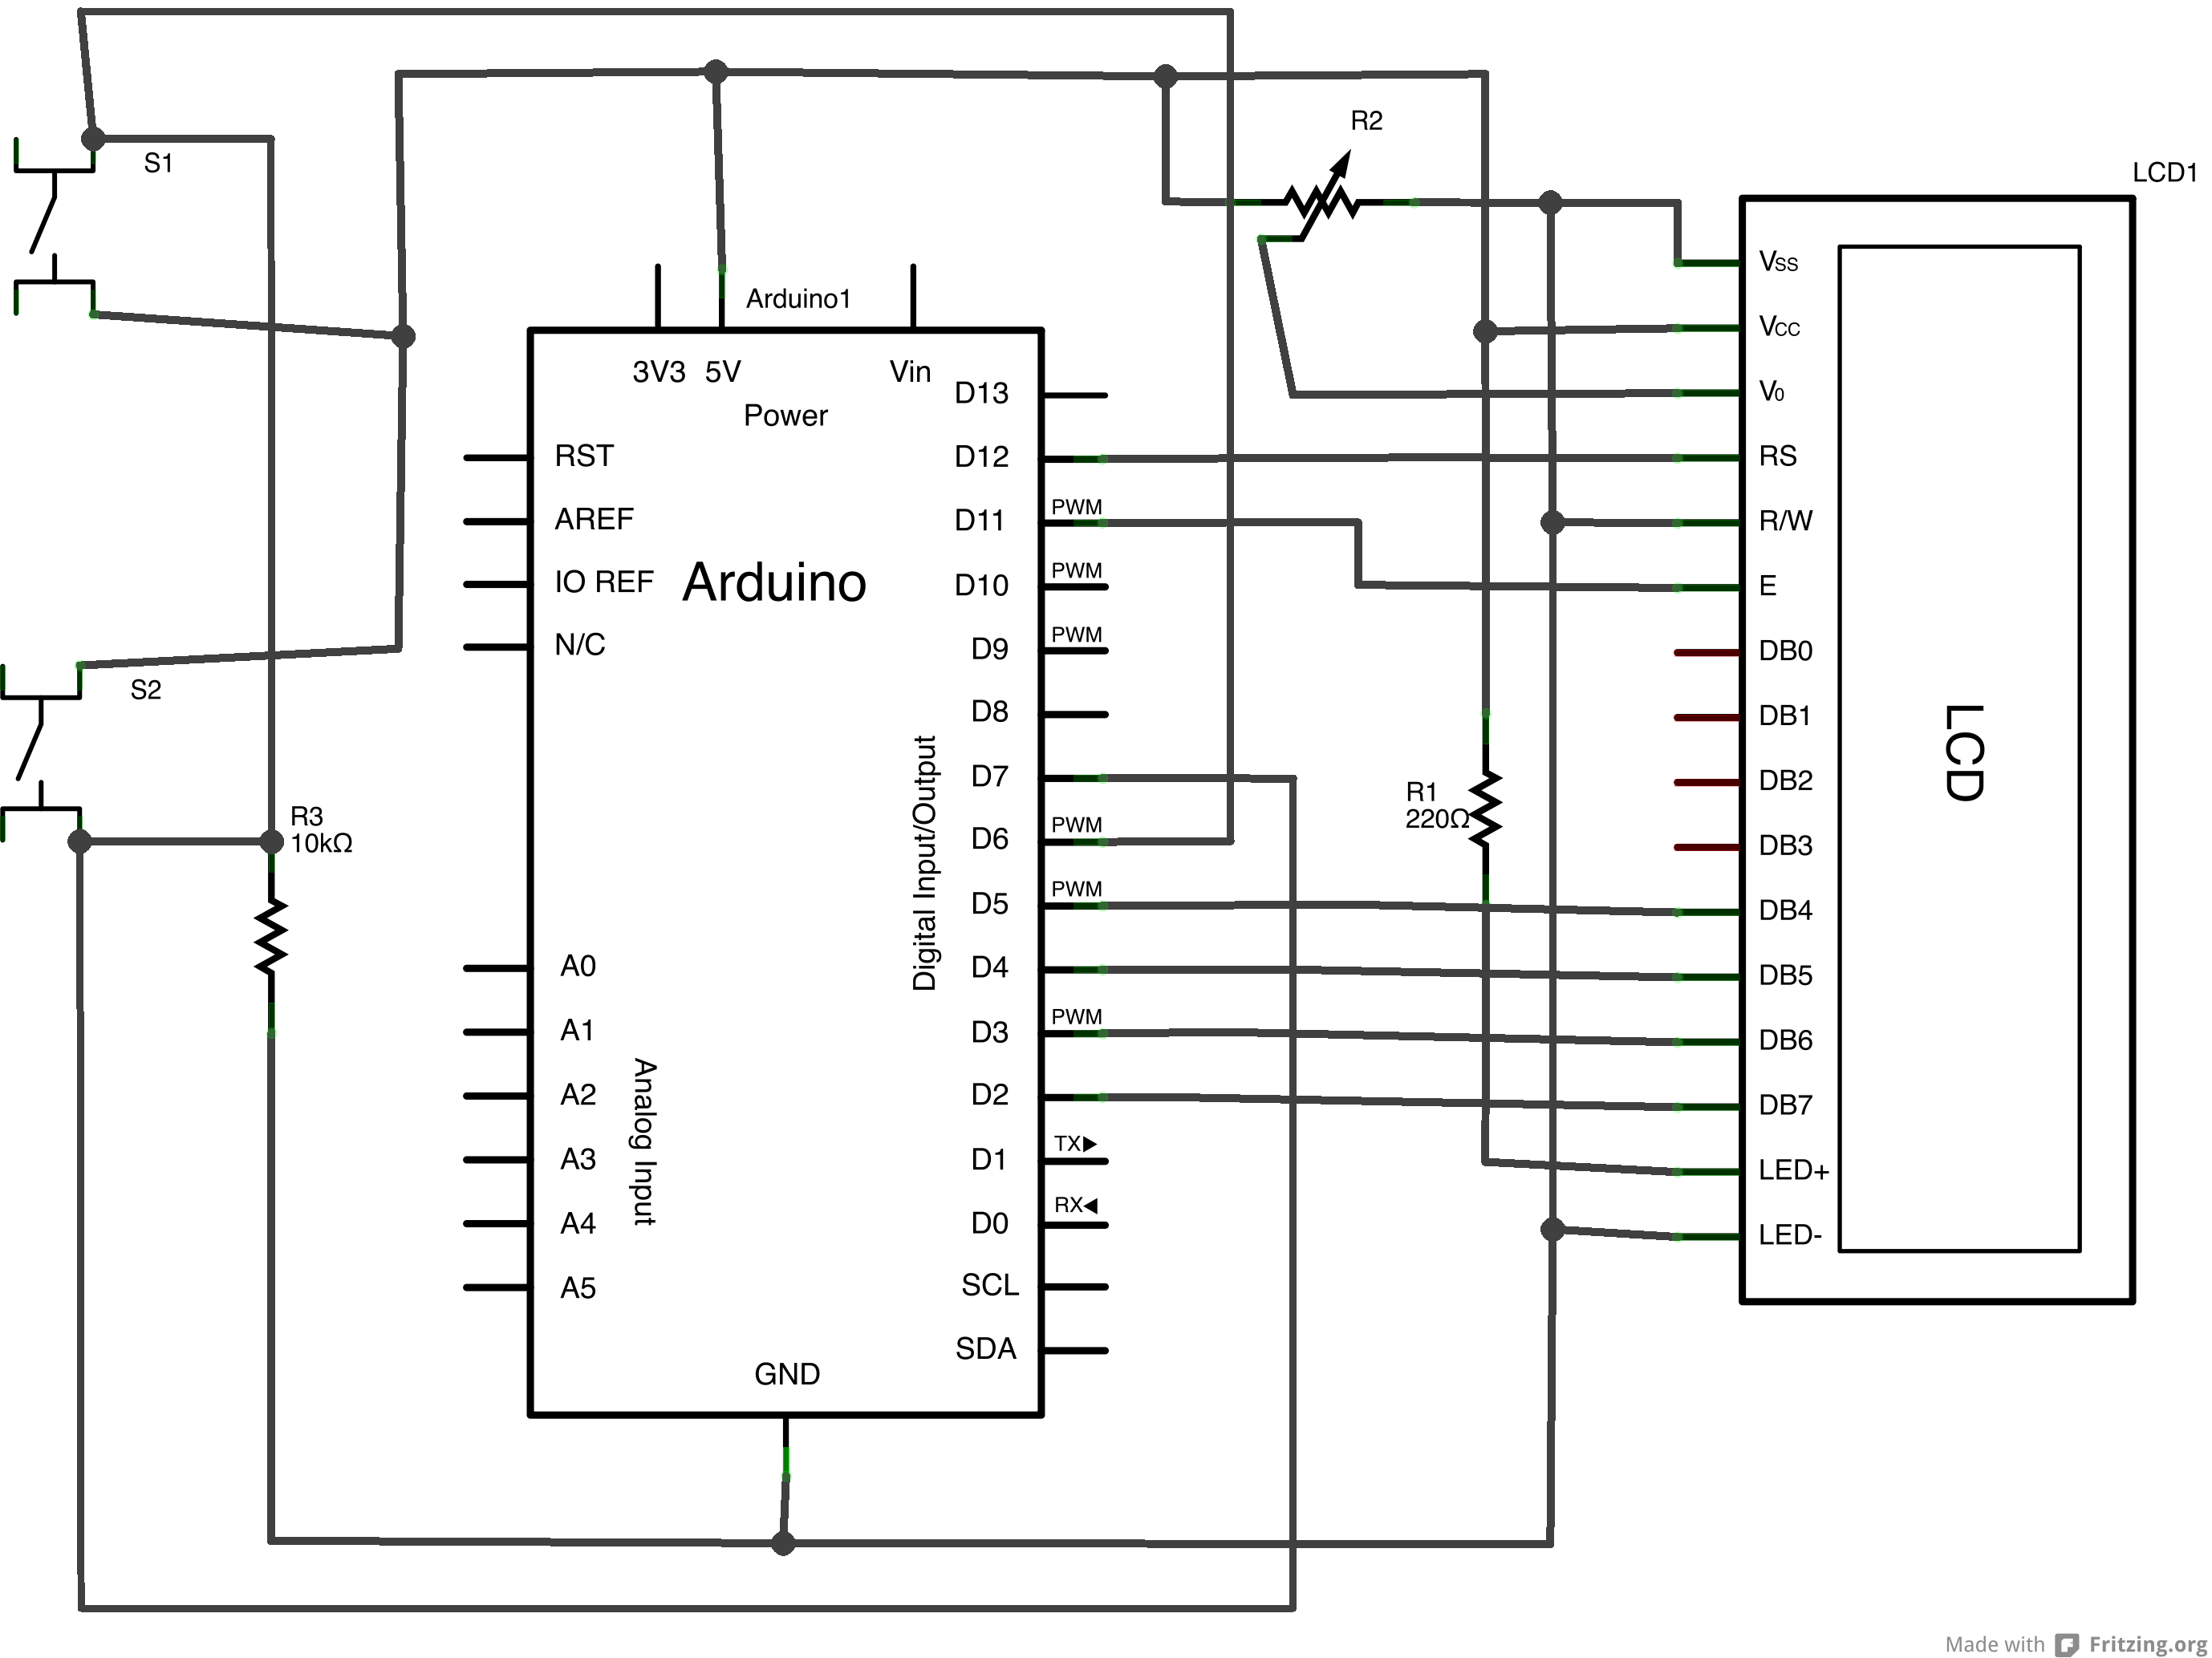 R2
LCD1
S1
Arduino1
3V3 5V Vin
Power
RST
AREF
IO REF
N/C
Arduino
S2
R3
10kΩ
A0
A1
A2
A3
A4
A5
Analog Input
Digital Input/Output
D13
D12
PWM
D11
PWM
D10
PWM
D9
D8
D7
PWM
D6
PWM
D5
D4
PWM
D3
D2
TX
D1
RX
D0
SCL
SDA
GND
R1
220Ω
VSS
VCC
V0
RS
R/W
E
DB0
DB1
DB2
DB3
DB4
DB5
DB6
DB7
LED+
LED-
LCD
Made with Fritzing.org